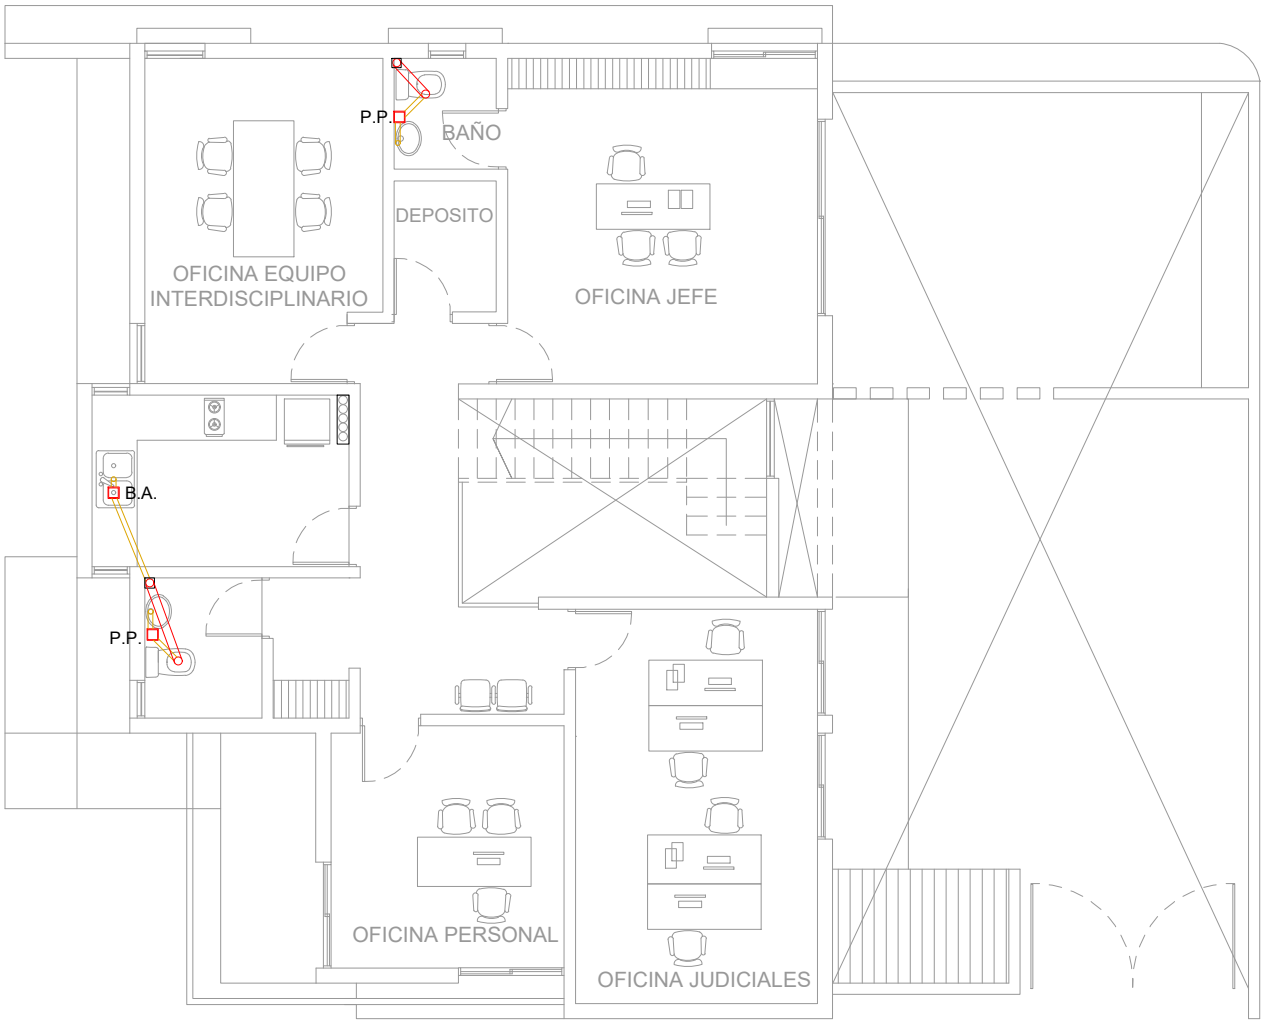 P.P.
BAÑO
DEPOSITO
OFICINA EQUIPO
INTERDISCIPLINARIO
OFICINA JEFE
B.A.
P.P.
OFICINA PERSONAL
OFICINA JUDICIALES